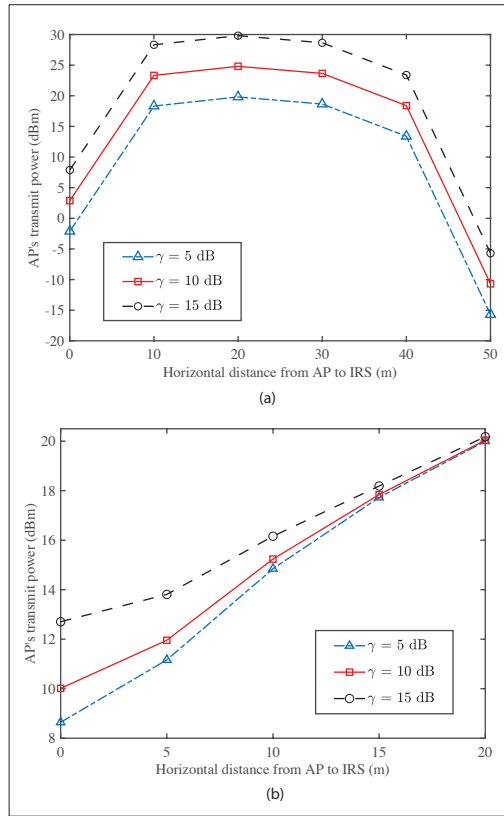 30
25
20
15
10
5
0
-5
-10
-15
-20
AP's transmit power (dBm)
γ = 5 dB
γ = 10 dB
γ = 15 dB
0 10 20 30 40 50
Horizontal distance from AP to IRS (m)
(a)
20
18
16
14
12
10
8
AP's transmit power (dBm)
γ = 5 dB
γ = 10 dB
γ = 15 dB
0 5 10 15 20
Horizontal distance from AP to IRS (m)
(b)